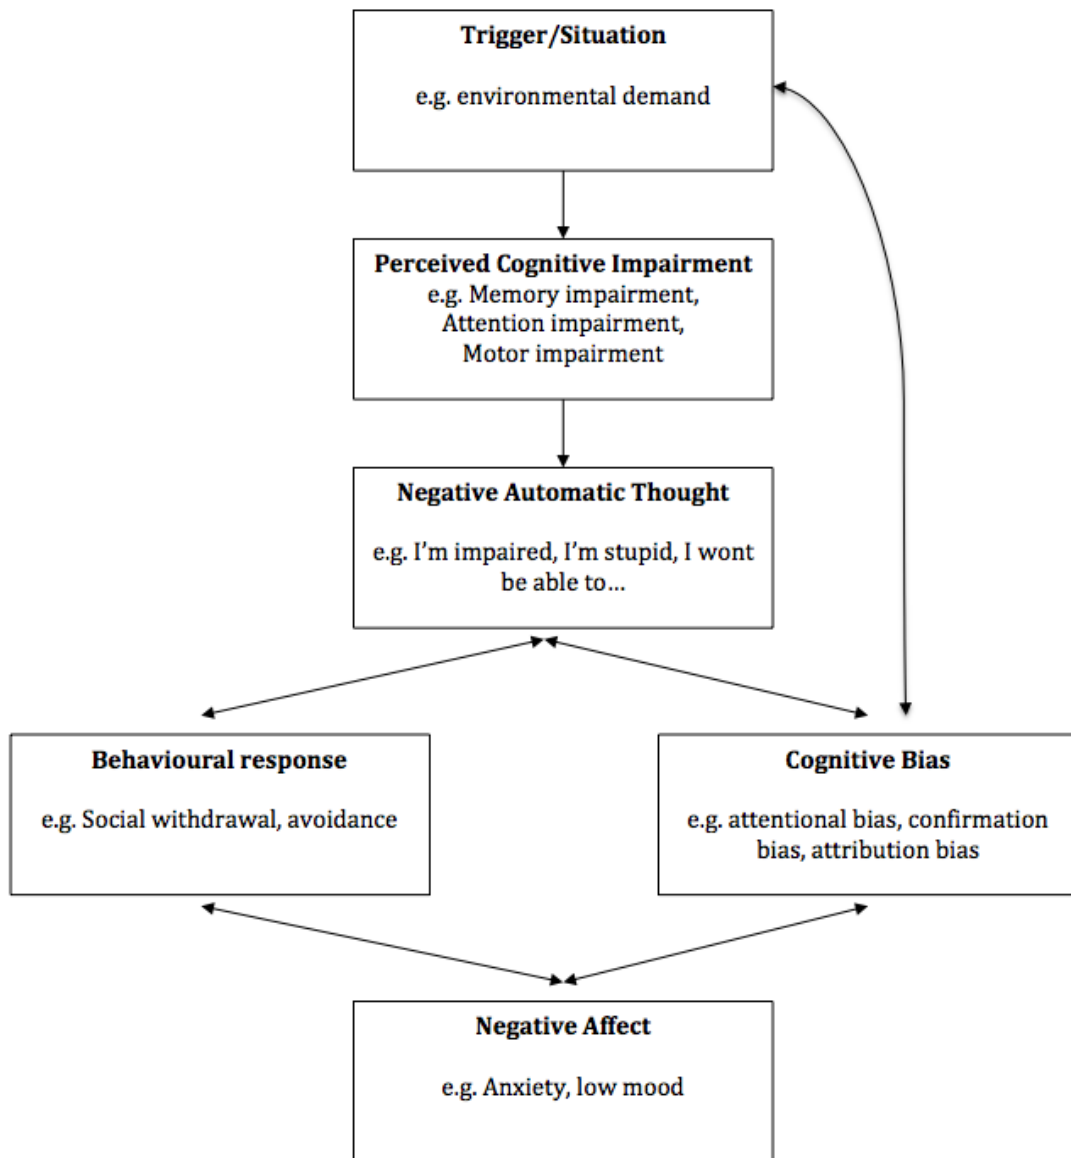 Trigger/Situation
e.g. environmental demand
Perceived Cognitive Impairment
e.g. Memory impairment,
Attention impairment,
Motor impairment
Negative Automatic Thought
e.g. I’m impaired, I’m stupid, I wont
be able to…
Behavioural response
e.g. Social withdrawal, avoidance
Cognitive Bias
e.g. attentional bias, confirmation
bias, attribution bias
Negative Affect
e.g. Anxiety, low mood